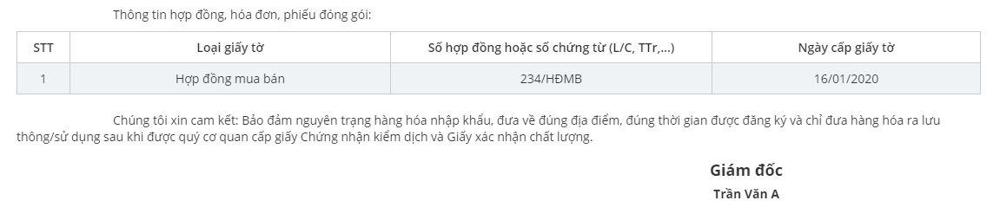 Thông tin hợp đồng, hóa đơn, phiếu đóng gói:
STT Loại giấy tờ Số hợp đồng hoặc số chứng từ (L/C, TTr,...) Ngày cấp giấy tờ
1 Hợp đồng mua bán 234/HĐMB 16/01/2020
Chúng tôi xin cam kết: Bảo đảm nguyên trạng hàng hóa nhập khẩu, đưa về đúng địa điểm, đúng thời gian được đăng ký và chỉ đưa hàng hóa ra lưu
thông/sử dụng sau khi được quý cơ quan cấp giấy Chứng nhận kiểm dịch và Giấy xác nhận chất lượng.
Giám đốc
Trần Văn A